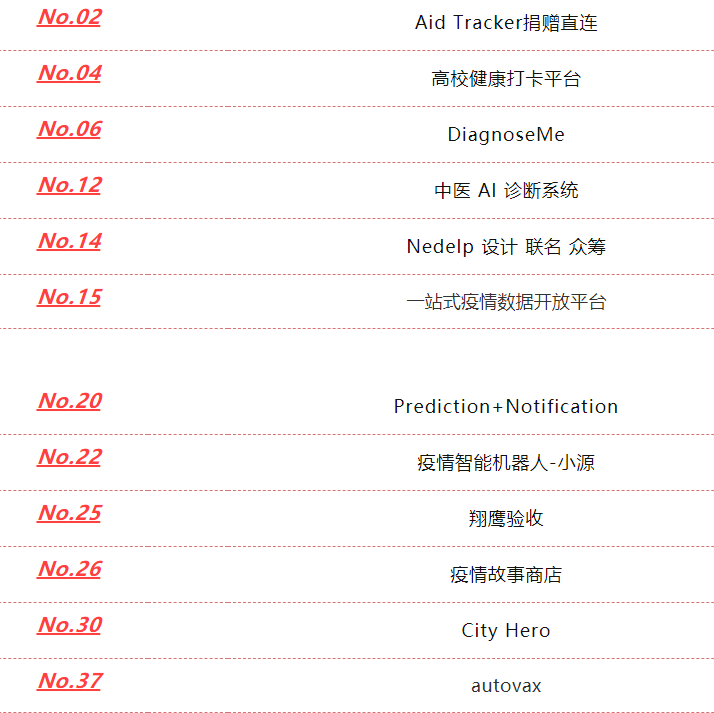 No.02 Aid Tracker捐赠直连
No.04 高校健康打卡平台
No.06 DiagnoseMe
No.12 中医 AI 诊断系统
No.14 Nedelp 设计 联名 众筹
No.15 一站式疫情数据开放平台
No.20 Prediction+Notification
No.22 疫情智能机器人-小源
No.25 翔鹰验收
No.26 疫情故事商店
No.30 City Hero
No.37 autovax